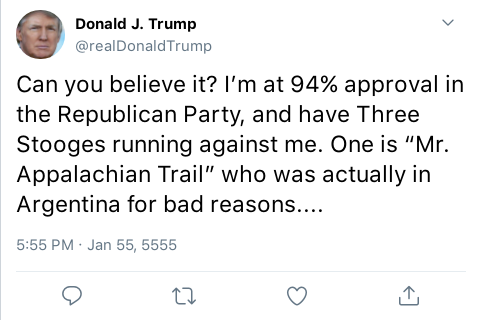 Donald J. Trump
@realDonaldTrump
Can you believe it? I’m at 94% approval in
the Republican Party, and have Three
Stooges running against me. One is “Mr.
Appalachian Trail” who was actually in
Argentina for bad reasons....
5:55 PM · Jan 55, 5555